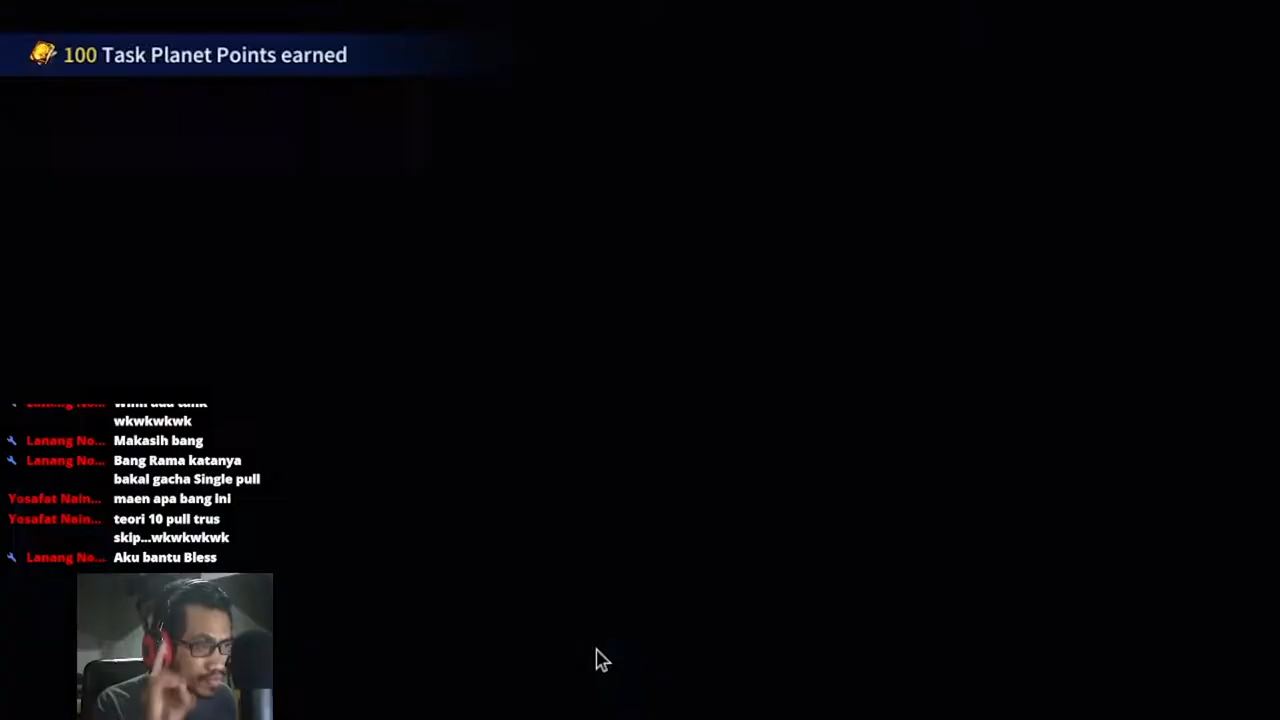 100 Task Planet Points earned
wkwkwkwk
Lanang No... Makasih bang
Lanang No... Bang Rama katanya
bakal gacha Single pull
Yosafat Nain... maen apa bang ini
Yosafat Nain... teori 10 pull trus
skip...wkwkwkwk
Lanang No... Aku bantu Bless